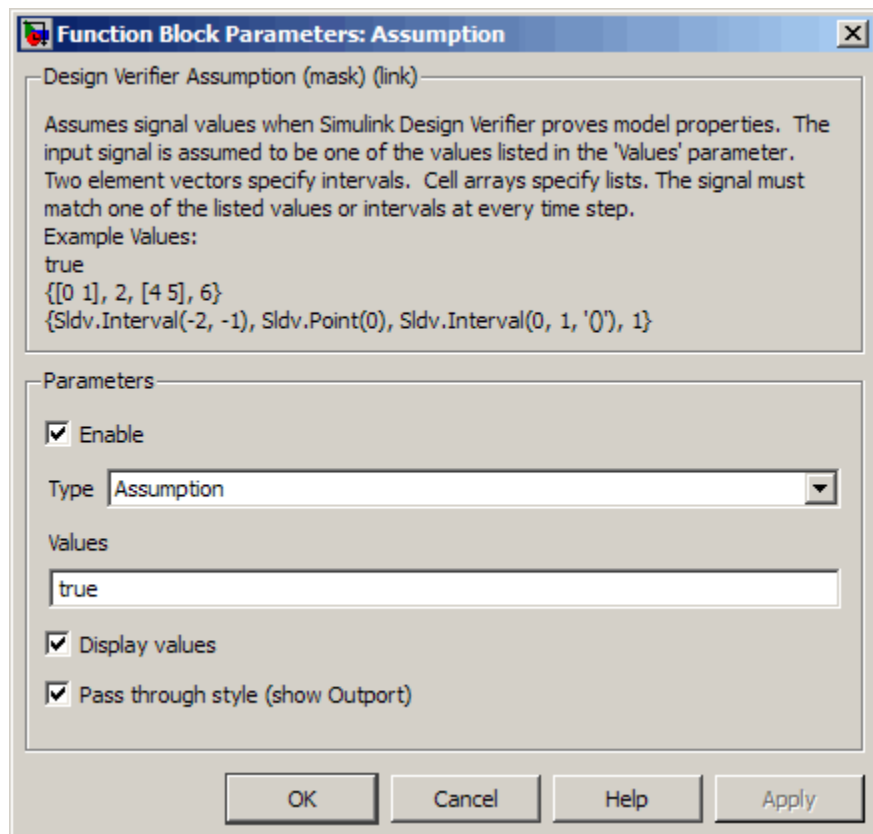 Function Block Parameters: Assumption
Design Verifier Assumption (mask) (link)
Assumes signal values when Simulink Design Verifier proves model properties.  The
input signal is assumed to be one of the values listed in the 'Values' parameter.
Two element vectors specify intervals.  Cell arrays specify lists. The signal must
match one of the listed values or intervals at every time step.
Example Values:
true
{[0 1], 2, [4 5], 6}
{Sldv.Interval(-2, -1), Sldv.Point(0), Sldv.Interval(0, 1, '()'), 1}
Parameters
Enable
Type Assumption
Values
true
Display values
Pass through style (show Outport)
OK Cancel Help Apply